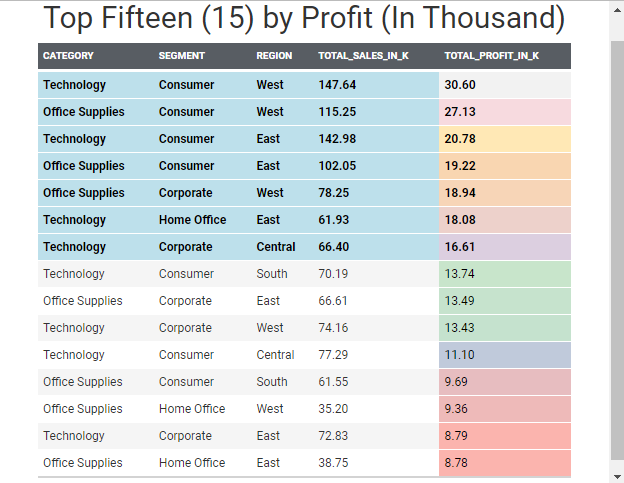 Top Fifteen (15) by Profit (In Thousand)
CATEGORY SEGMENT REGION TOTAL_SALES_IN_K TOTAL_PROFIT_IN_K
Technology Consumer West 147.64 30.60
Office Supplies Consumer West 115.25 27.13
Technology Consumer East 142.98 20.78
Office Supplies Consumer East 102.05 19.22
Office Supplies Corporate West 78.25 18.94
Technology Home Office East 61.93 18.08
Technology Corporate Central 66.40 16.61
Technology Consumer South 70.19 13.74
Office Supplies Corporate East 66.61 13.49
Technology Corporate West 74.16 13.43
Technology Consumer Central 77.29 11.10
Office Supplies Consumer South 61.55 9.69
Office Supplies Home Office West 35.20 9.36
Technology Corporate East 72.83 8.79
Office Supplies Home Office East 38.75 8.78